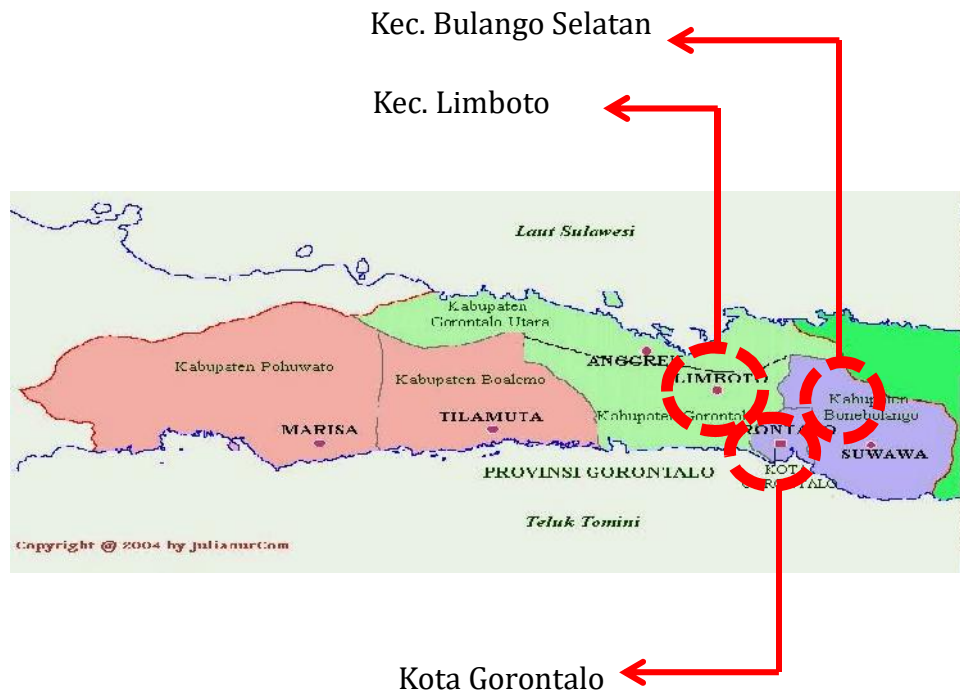 Kec. Bulango Selatan
Kec. Limboto
Laut Sulawesi
Kabupaten
Gorontalo Utara
ANGGREK
Kabupaten Pohuwato
Kabupaten Boalemo
LIMBOTO
Kabupaten
Bonebolango
Kabupaten Gorontalo
TILAMUTA
MARISA
RONTALO
SUWAWA
PROVINSI GORONTALO
KOTA
Teluk Tomini
Copyright @ 2004 by JulianurCom
Kota Gorontalo